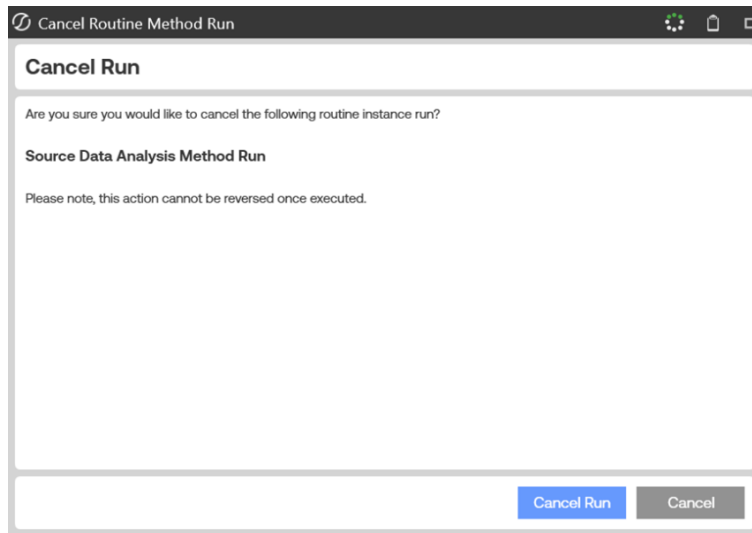 Cancel Routine Method Run
Cancel Run
Are you sure you would like to cancel the following routine instance run?
Source Data Analysis Method Run
Please note, this action cannot be reversed once executed.
Cancel Run
Cancel